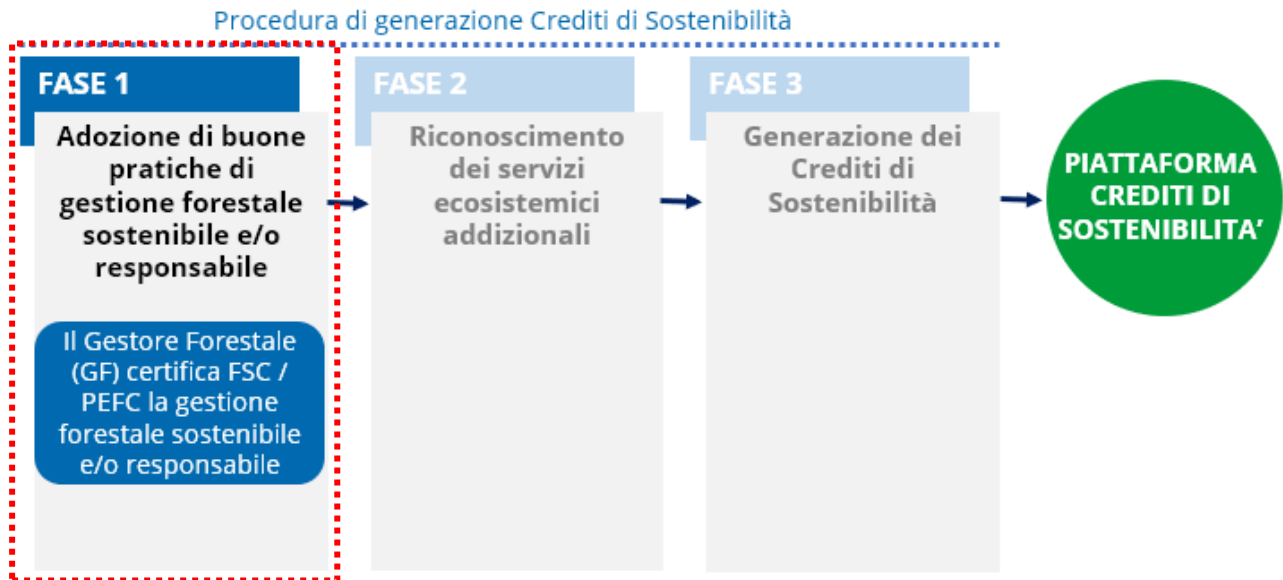 Procedura di generazione Crediti di Sostenibilità
FASE 1
Adozione di buone
pratiche di
gestione forestale
sostenibile e/o
responsabile
Il Gestore Forestale
(GF) certifica FSC /
PEFC la gestione
forestale sostenibile
e/o responsabile
FASE 2
Riconoscimento
dei servizi
ecosistemici
addizionali
FASE 3
Generazione dei
Crediti di
Sostenibilità
PIATTAFORMA
CREDITI DI
SOSTENIBILITA’